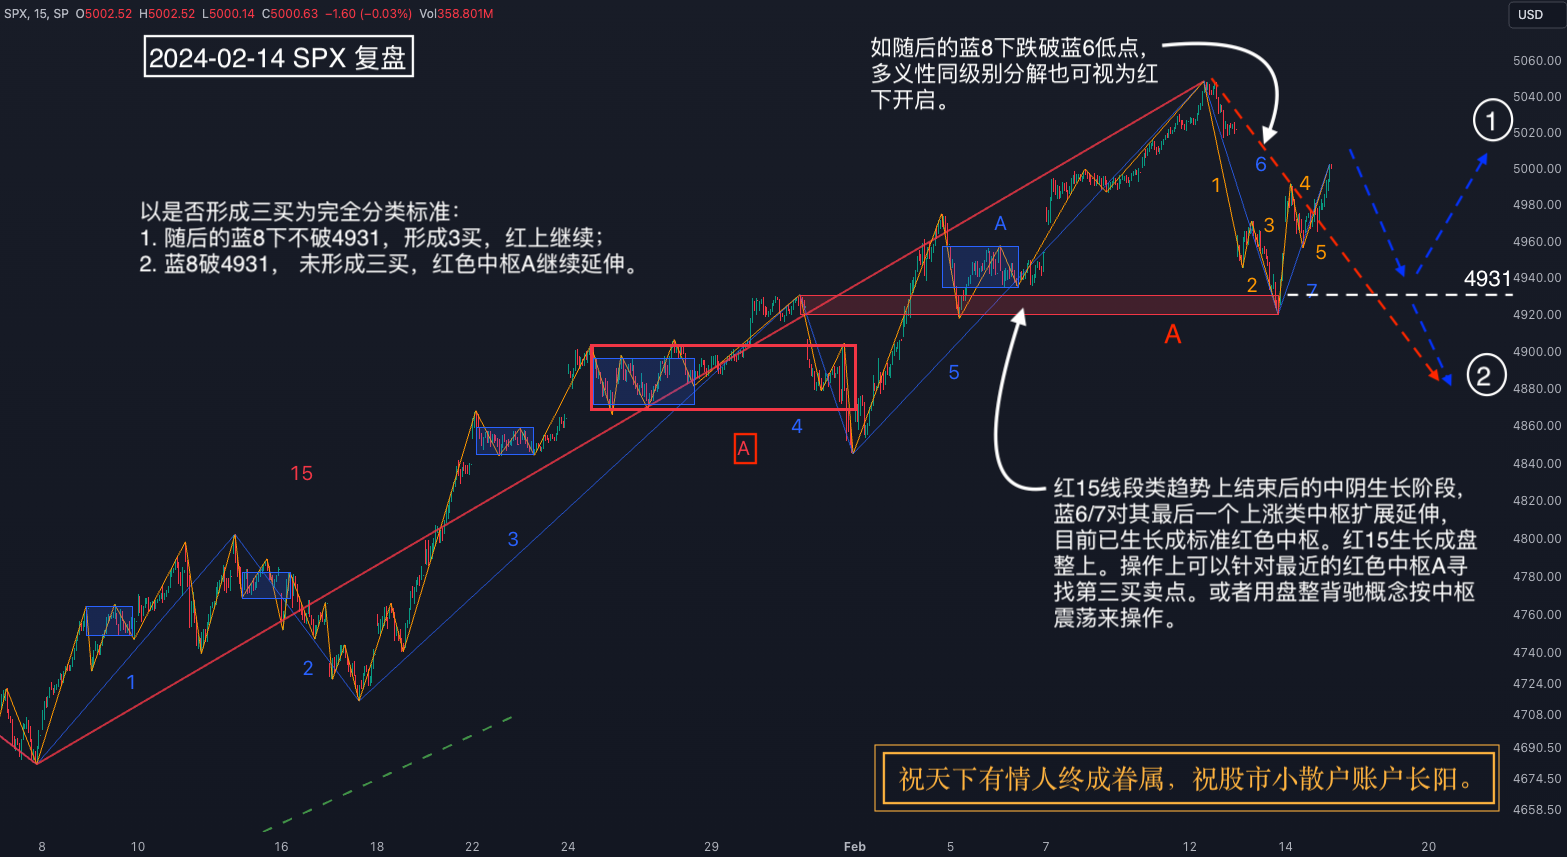 SPX, 15, SP O5002.52 H5002.52 L5000.14 C5000.63 −1.60 (−0.03%) Vol358.801M
USD
2024-02-14 SPX 复盘
如随后的蓝8下跌破蓝6低点，
多义性同级别分解也可视为红
下开启。
以是否形成三买为完全分类标准：
1. 随后的蓝8下不破4931，形成3买，红上继续；
2. 蓝8破4931， 未形成三买，红色中枢A继续延伸。
红15线段类趋势上结束后的中阴生长阶段，
蓝6/7对其最后一个上涨类中枢扩展延伸，
目前已生长成标准红色中枢。红15生长成盘
整上。操作上可以针对最近的红色中枢A寻
找第三买卖点。或者用盘整背驰概念按中枢
震荡来操作。
祝天下有情人终成眷属，祝股市小散户账户长阳。
15
1
2
3
4
5
6
7
A
A
A
1
2
3
4
5
4931
1
2
5060.00
5040.00
5020.00
5000.00
4980.00
4960.00
4940.00
4920.00
4900.00
4880.00
4860.00
4840.00
4820.00
4800.00
4780.00
4760.00
4740.00
4724.00
4708.00
4690.50
4674.50
4658.50
8 10 16 18 22 24 29 Feb 5 7 12 14 20